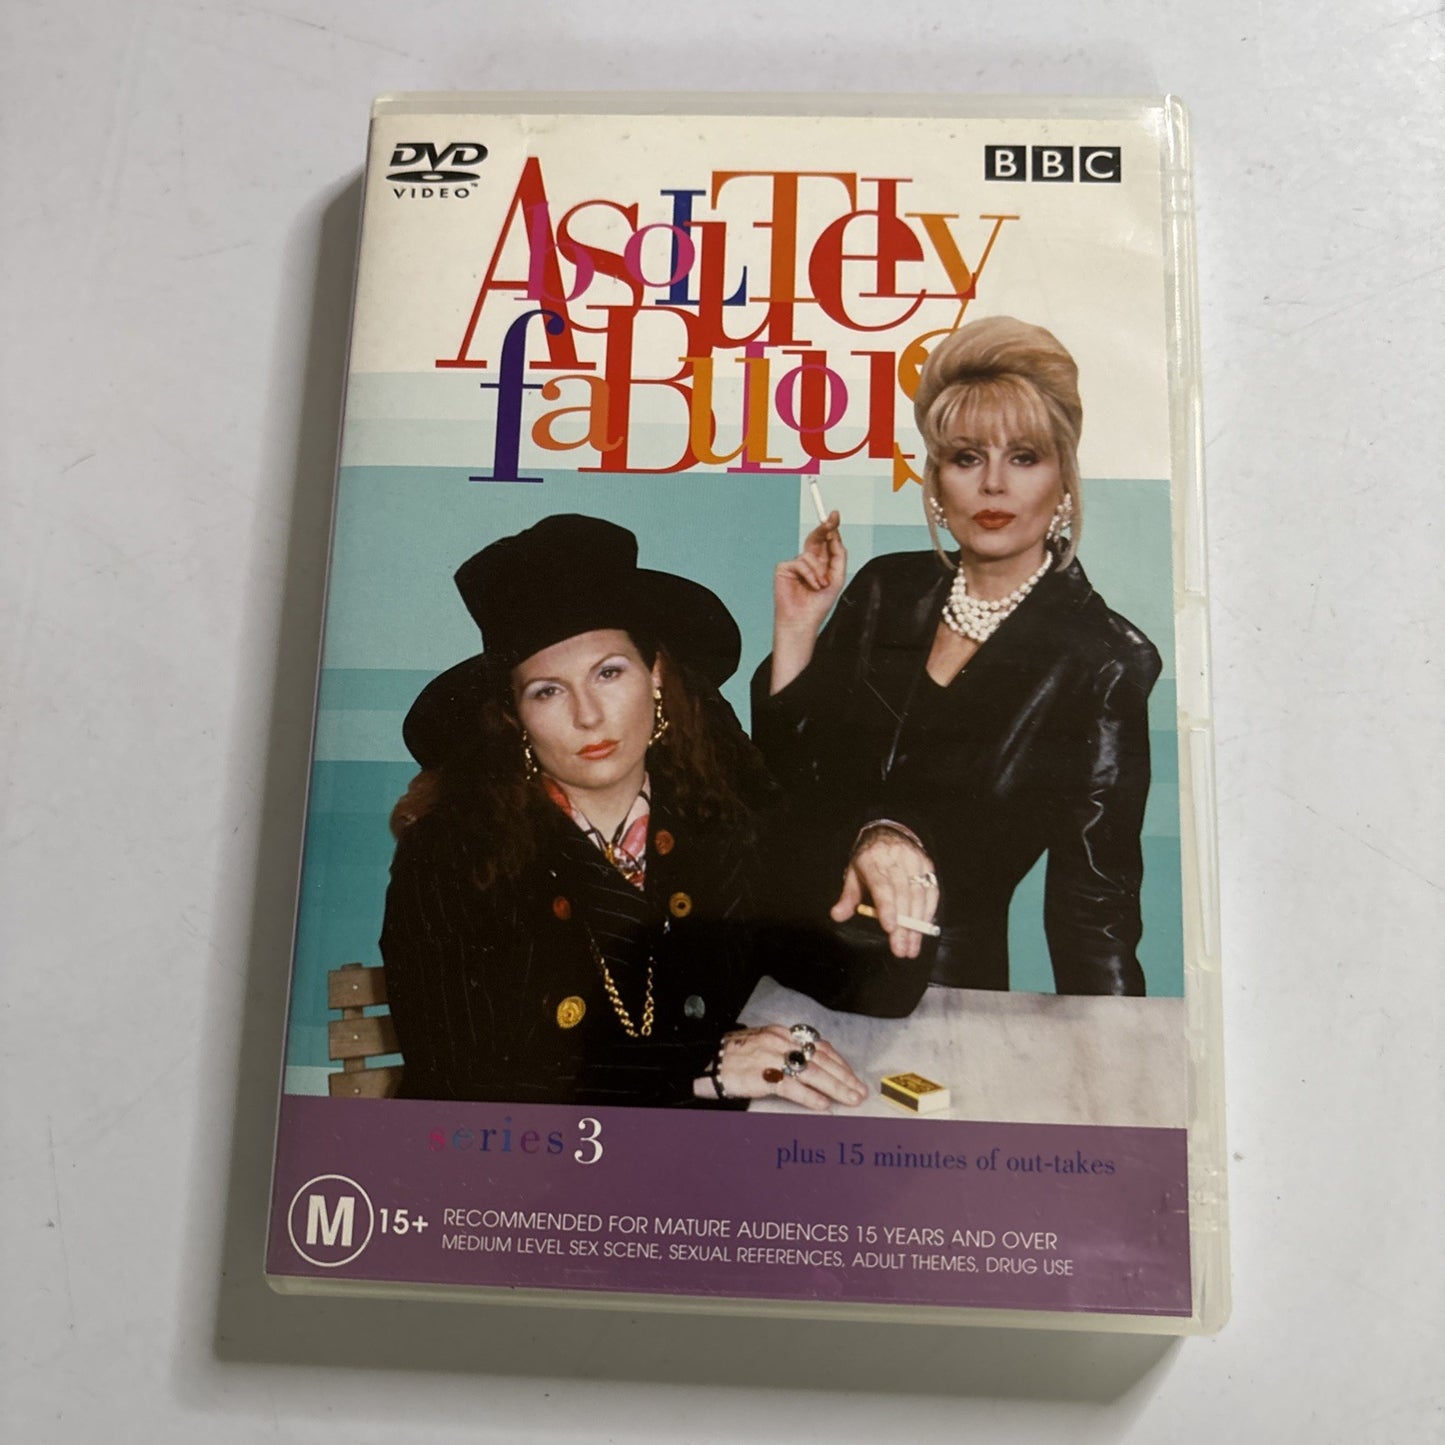 DVD
VIDEO™
BBC
AbsoLuTELy
faBuLous
series 3
plus 15 minutes of out-takes
M 15+ RECOMMENDED FOR MATURE AUDIENCES 15 YEARS AND OVER
MEDIUM LEVEL SEX SCENE, SEXUAL REFERENCES, ADULT THEMES, DRUG USE